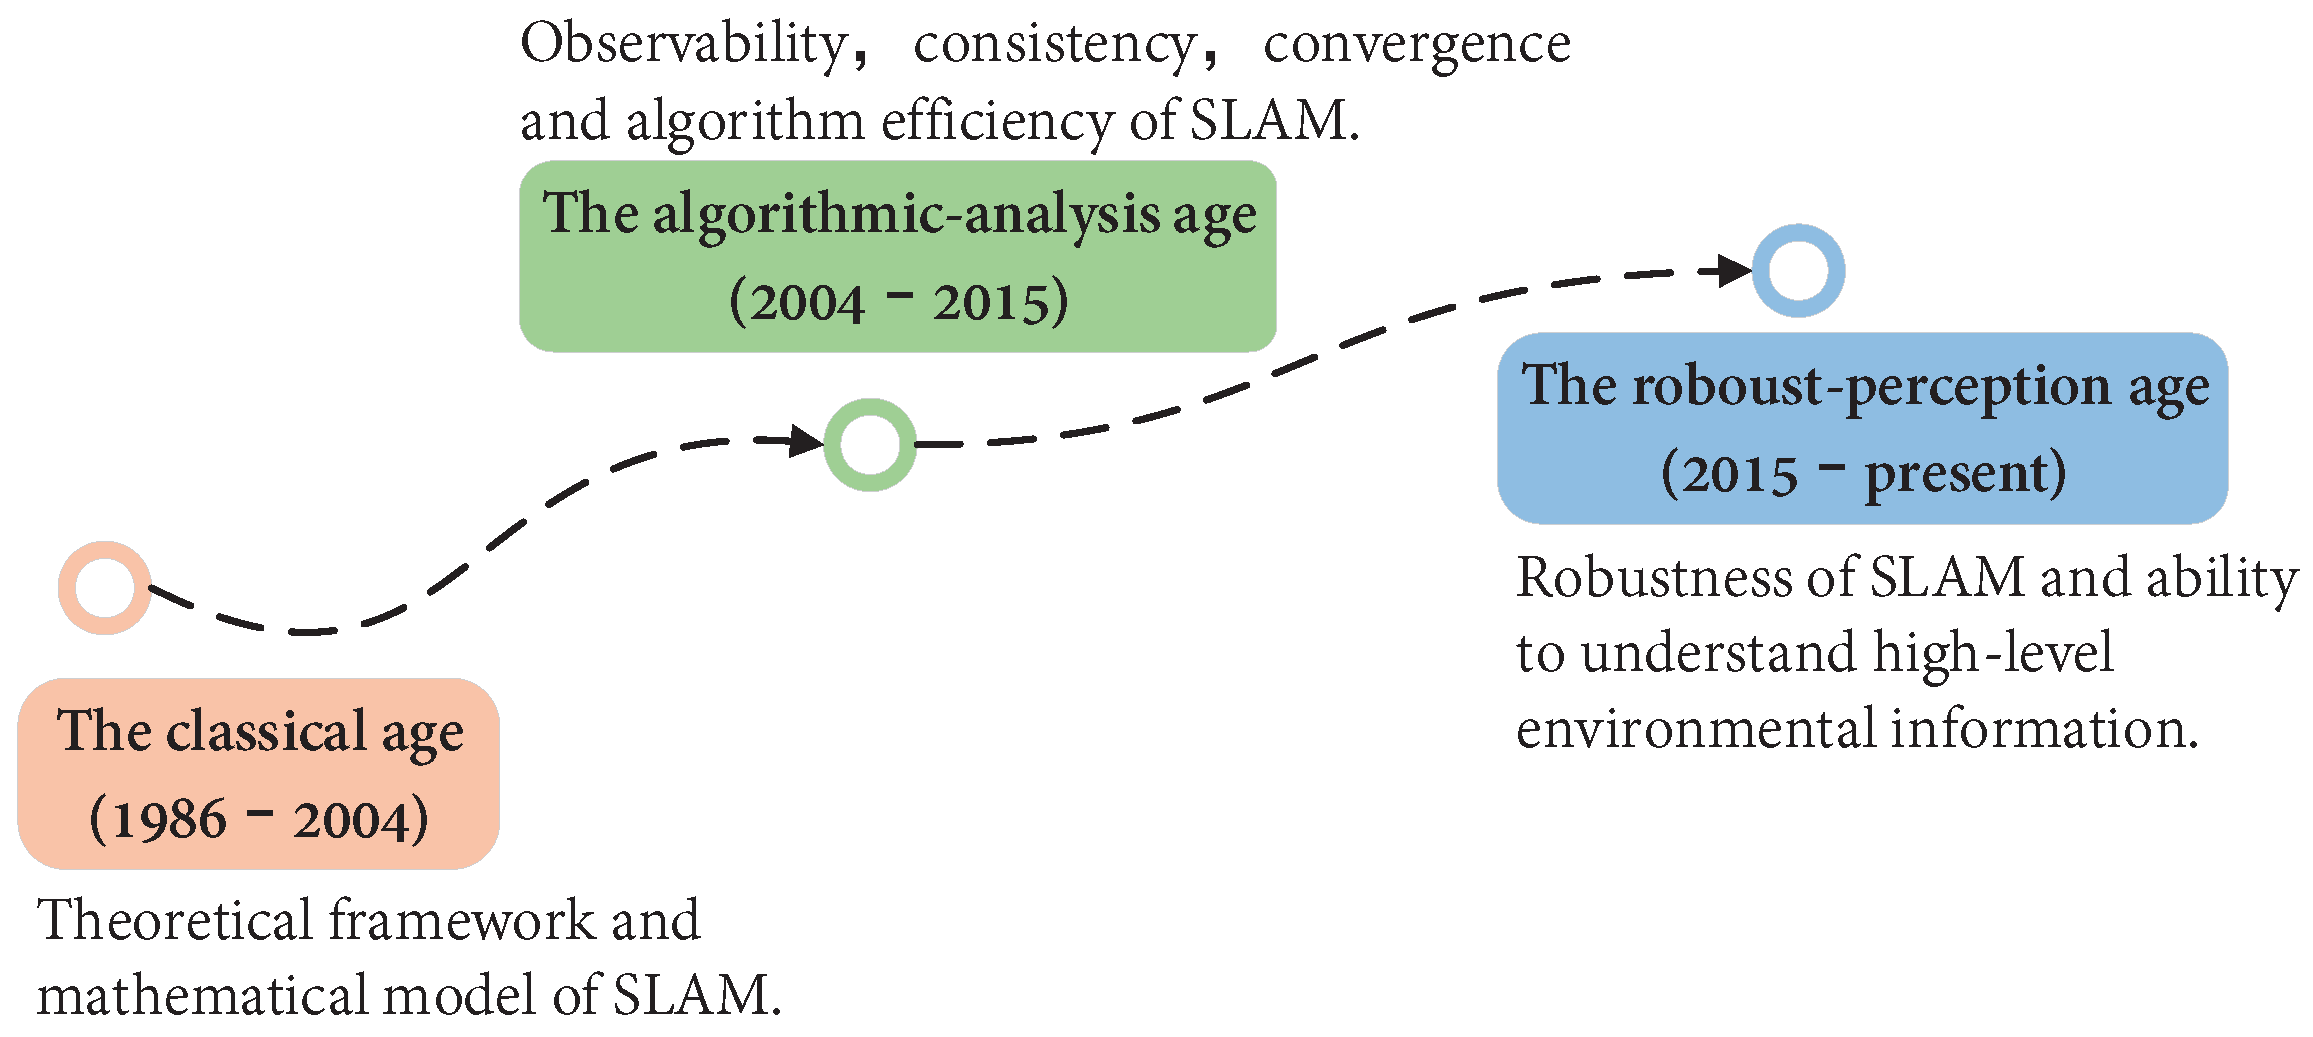 Observability, consistency, convergence
and algorithm efficiency of SLAM.
The algorithmic-analysis age
(2004 – 2015)
The roboust-perception age
(2015 – present)
Robustness of SLAM and ability
to understand high-level
environmental information.
The classical age
(1986 – 2004)
Theoretical framework and
mathematical model of SLAM.